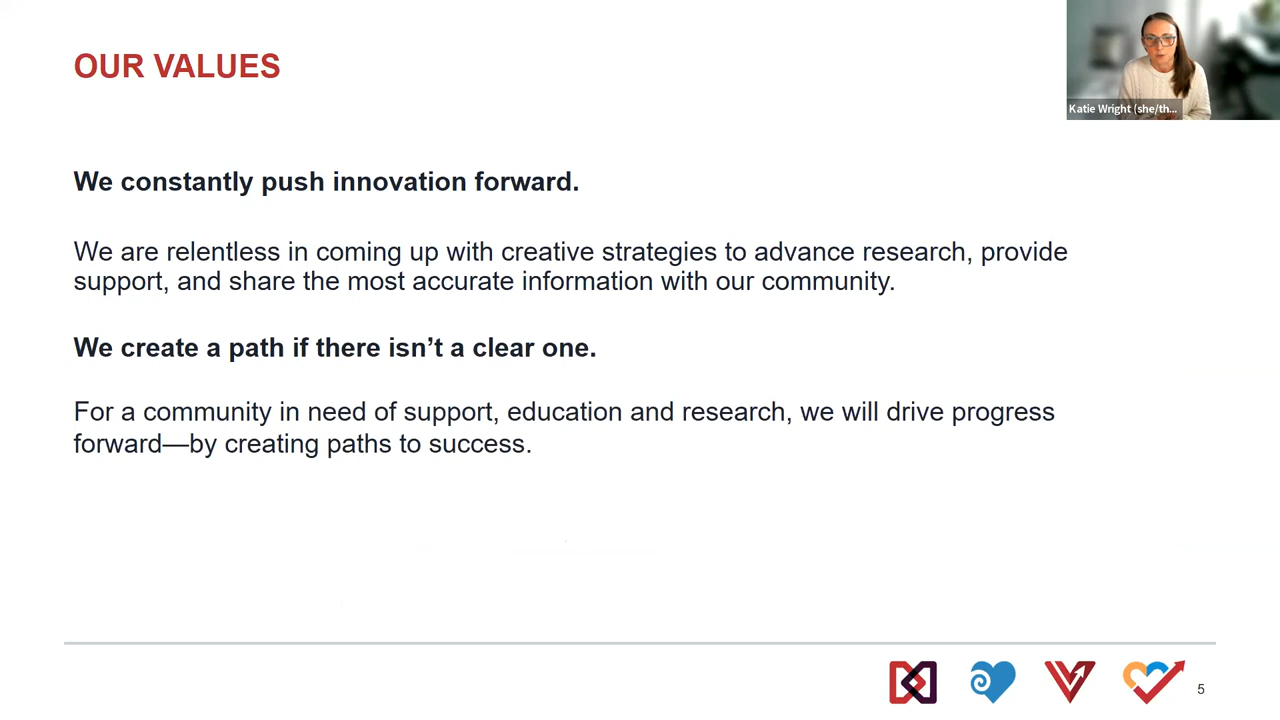 OUR VALUES
Katie Wright (she/th...
We constantly push innovation forward.
We are relentless in coming up with creative strategies to advance research, provide
support, and share the most accurate information with our community.
We create a path if there isn’t a clear one.
For a community in need of support, education and research, we will drive progress
forward—by creating paths to success.
5